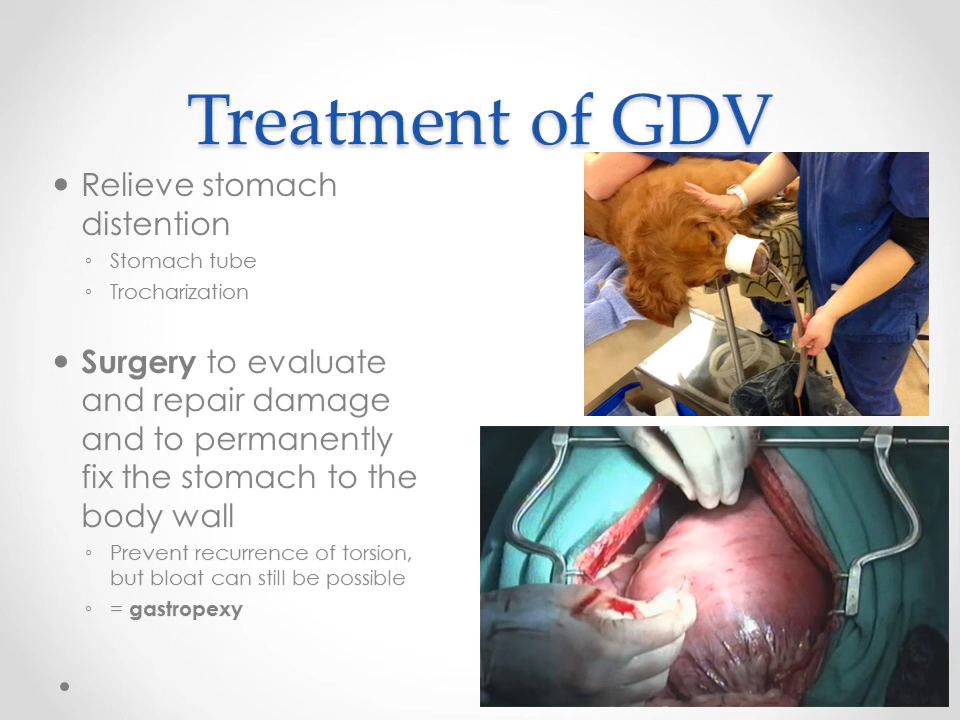 Treatment of GDV
• Relieve stomach
distention
◦ Stomach tube
◦ Trocharization
• Surgery to evaluate
and repair damage
and to permanently
fix the stomach to the
body wall
◦ Prevent recurrence of torsion,
but bloat can still be possible
◦ = gastropexy
•